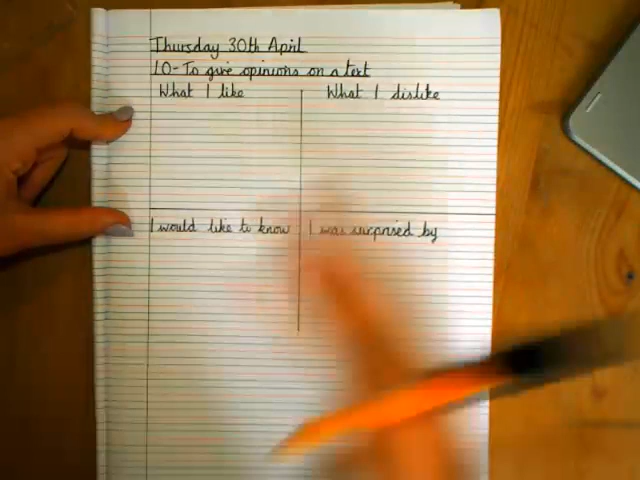 Thursday 30th April
LO-To give opinions on a text
What I like
What I dislike
I would like to know
I was surprised by